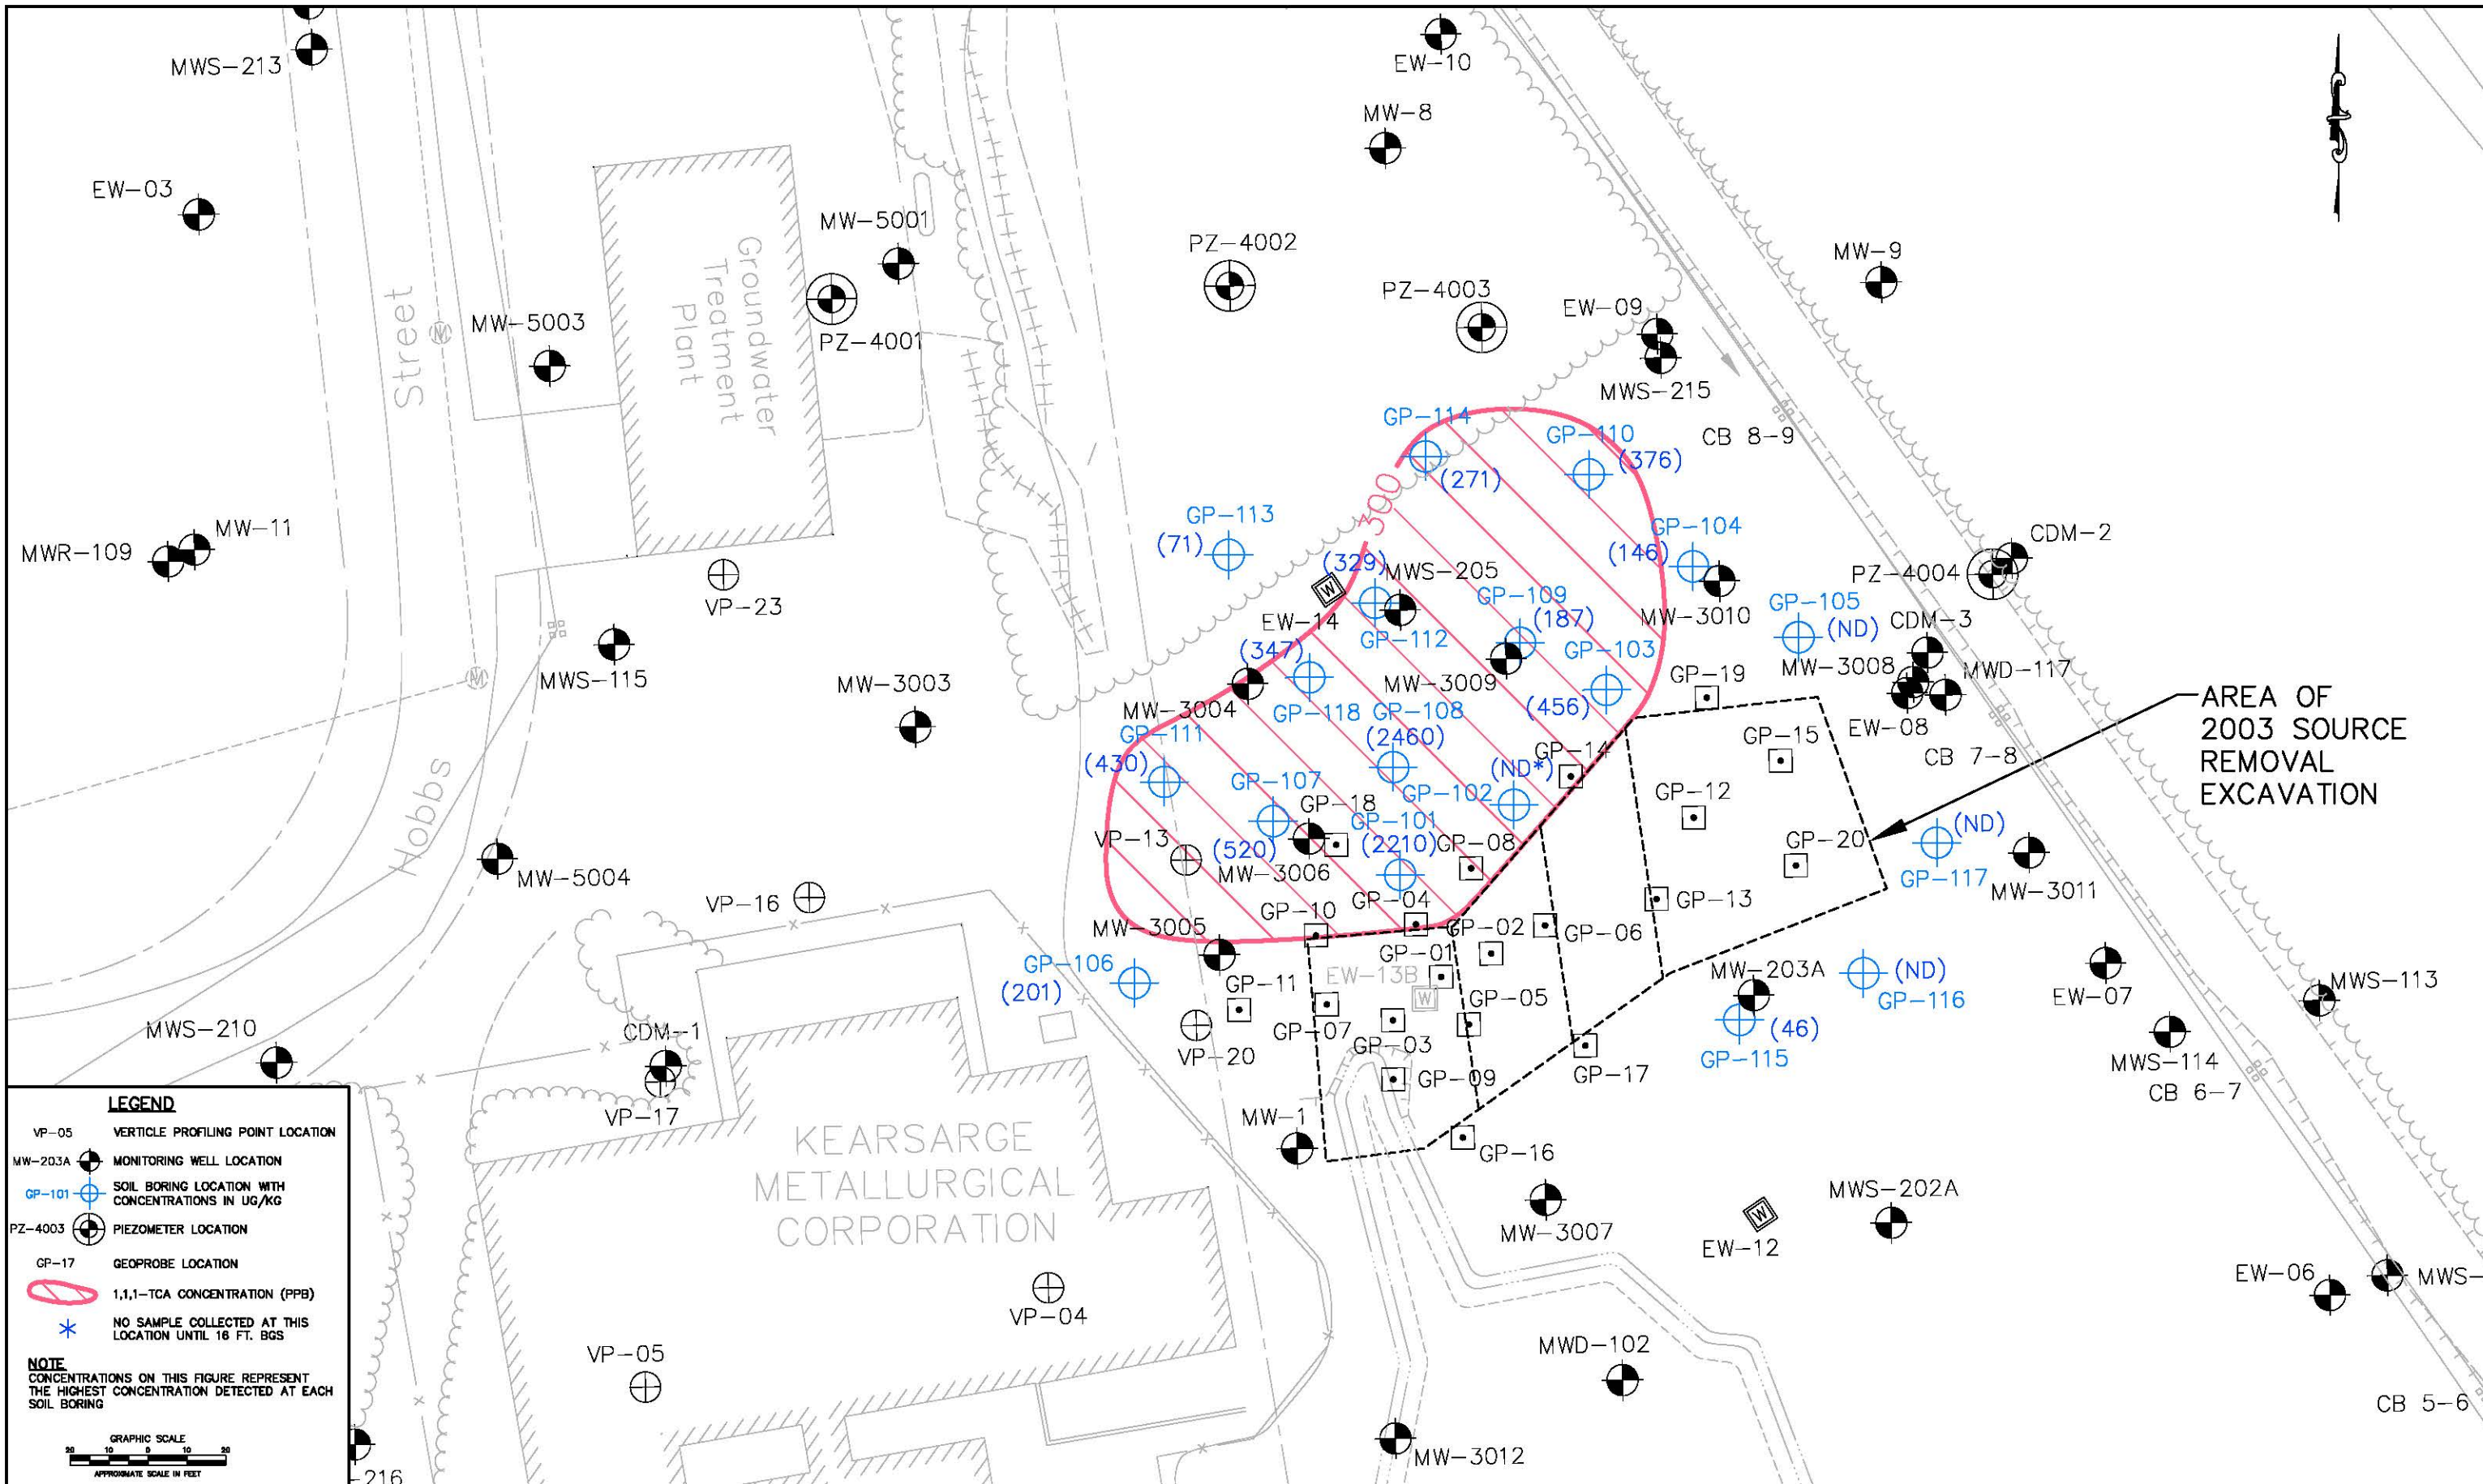 EW-10
MWS-213
MW-8
EW-03
MW-5001
PZ-4002
MW-9
PZ-4003
EW-09
MW-5003
PZ-4001
Groundwater
Treatment
Plant
Street
MWS-215
GP-114
GP-110
CB 8-9
(376)
(271)
300
GP-113
(71)
GP-104
(146)
MW-11
MWR-109
CDM-2
PZ-4004
(329)
MWS-205
GP-109
(187)
VP-23
EW-14
GP-112
MW-3010
GP-105
(ND)
CDM-3
(347)
GP-103
MW-3008
MWD-117
MWS-115
MW-3003
MW-3009
GP-19
MW-3004
GP-118
GP-108
(456)
EW-08
AREA OF
2003 SOURCE
REMOVAL
EXCAVATION
GP-111
(430)
(2460)
GP-14
GP-15
CB 7-8
(ND*)
GP-107
GP-102
GP-12
Hobbs
GP-18
GP-101
VP-13
(520)
(2210)
GP-08
GP-20
(ND)
MW-3006
GP-117
MW-3011
MW-5004
VP-16
GP-04
GP-13
GP-10
MW-3005
GP-02
GP-06
GP-01
GP-106
(201)
EW-13B
GP-11
MW-203A
(ND)
GP-116
EW-07
MWS-113
GP-05
MWS-210
CDM-1
GP-07
VP-20
GP-03
(46)
GP-115
MWS-114
GP-17
GP-09
CB 6-7
VP-17
MW-1
KEARSARGE
METALLURGICAL
CORPORATION
GP-16
MWS-202A
MW-3007
EW-12
EW-06
MWS-
VP-04
VP-05
MWD-102
CB 5-6
MW-3012
-216
LEGEND
VP-05 VERTICLE PROFILING POINT LOCATION
MW-203A MONITORING WELL LOCATION
GP-101 SOIL BORING LOCATION WITH
CONCENTRATIONS IN UG/KG
PZ-4003 PIEZOMETER LOCATION
GP-17 GEOPROBE LOCATION
1,1,1-TCA CONCENTRATION (PPB)
* NO SAMPLE COLLECTED AT THIS
LOCATION UNTIL 16 FT. BGS
NOTE
CONCENTRATIONS ON THIS FIGURE REPRESENT
THE HIGHEST CONCENTRATION DETECTED AT EACH
SOIL BORING
GRAPHIC SCALE
20 10 0 10 20
APPROXIMATE SCALE IN FEET